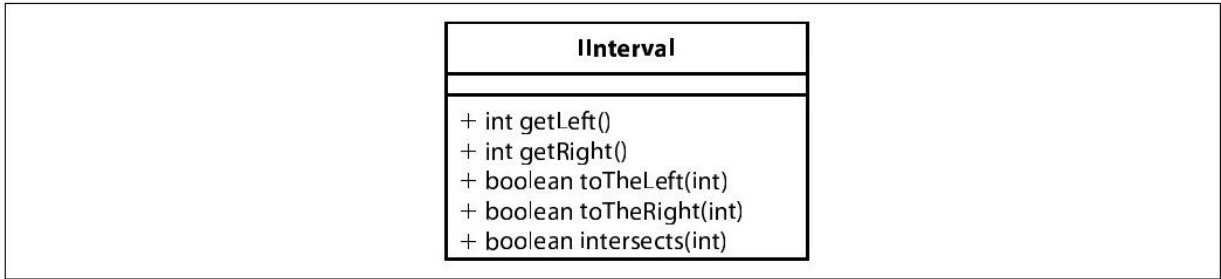 IInterval
+ int getLeft()
+ int getRight()
+ boolean toTheLeft(int)
+ boolean toTheRight(int)
+ boolean intersects(int)